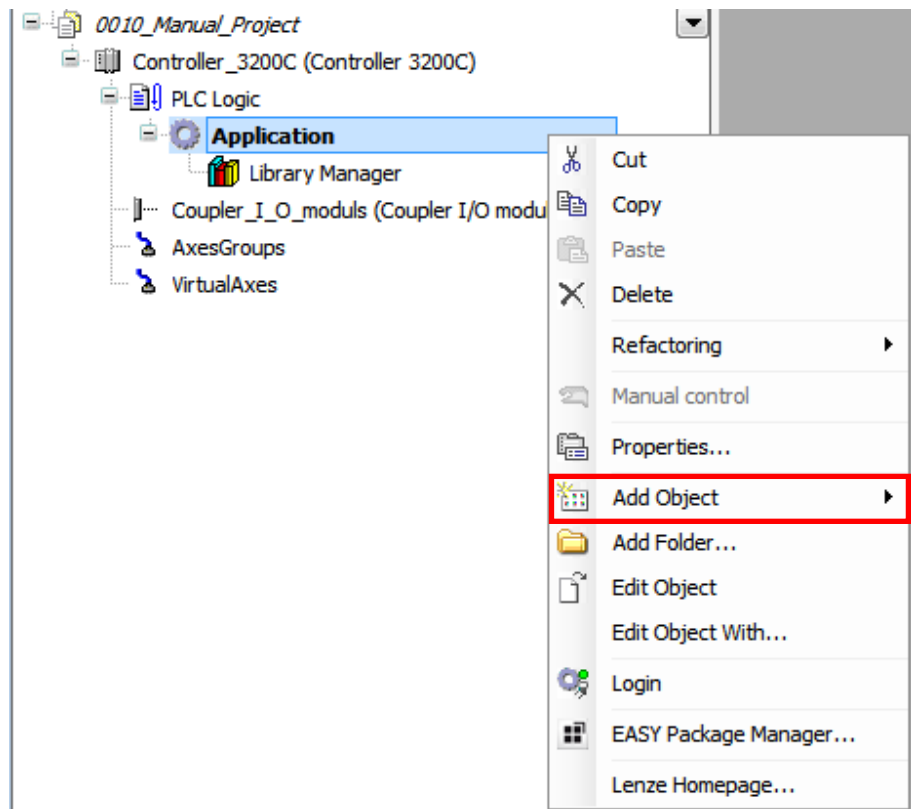 0010_Manual_Project
Controller_3200C (Controller 3200C)
PLC Logic
Application
Library Manager
Coupler_I_O_moduls (Coupler I/O modul
AxesGroups
VirtualAxes
Cut
Copy
Paste
Delete
Refactoring
Manual control
Properties...
Add Object
Add Folder...
Edit Object
Edit Object With...
Login
EASY Package Manager...
Lenze Homepage...